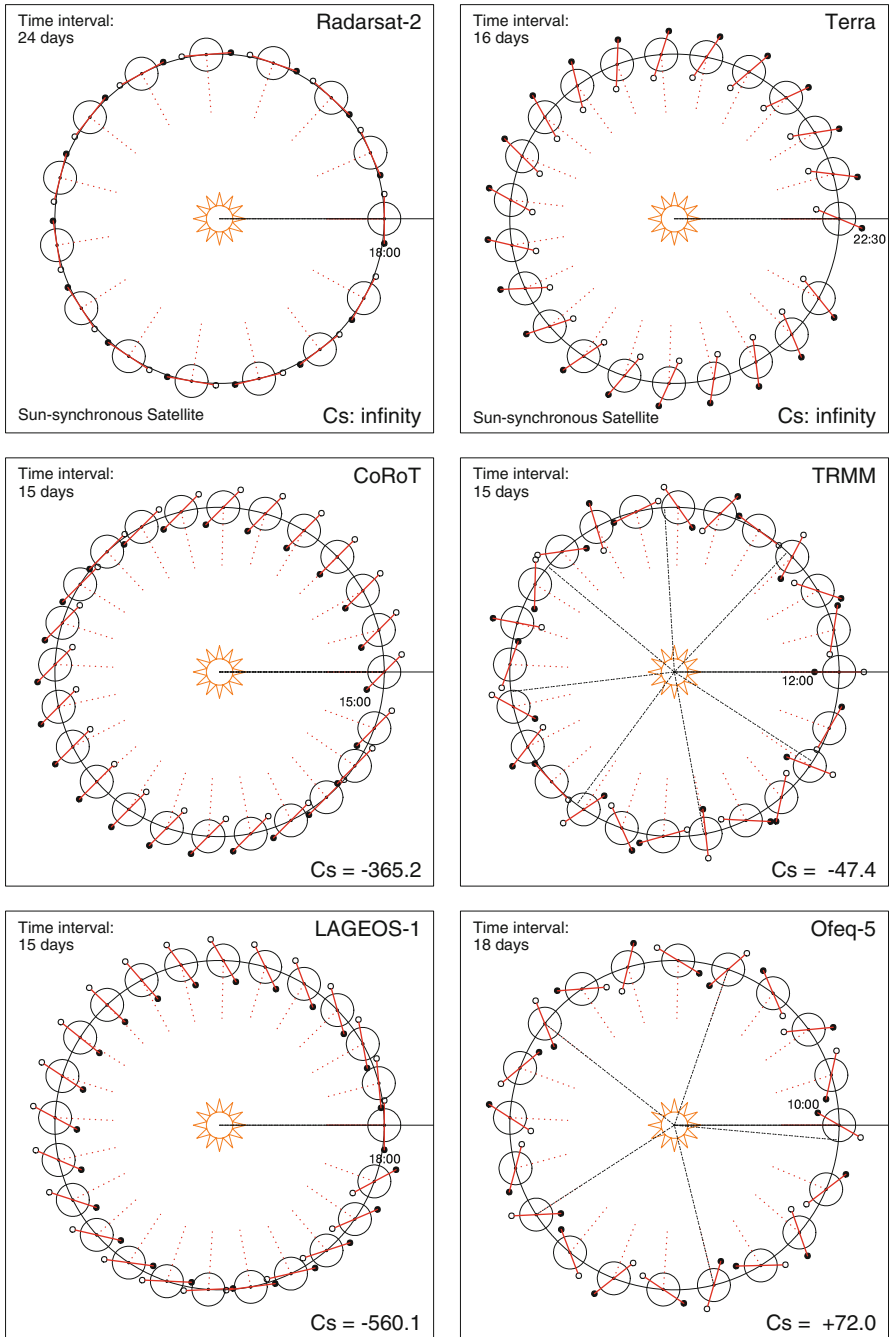 Time interval:
24 days
Radarsat-2
18:00
Sun-synchronous Satellite
Cs: infinity
Time interval:
16 days
Terra
22:30
Sun-synchronous Satellite
Cs: infinity
Time interval:
15 days
CoRoT
15:00
Cs = -365.2
Time interval:
15 days
TRMM
12:00
Cs = -47.4
Time interval:
15 days
LAGEOS-1
18:00
Cs = -560.1
Time interval:
18 days
Ofeq-5
10:00
Cs = +72.0